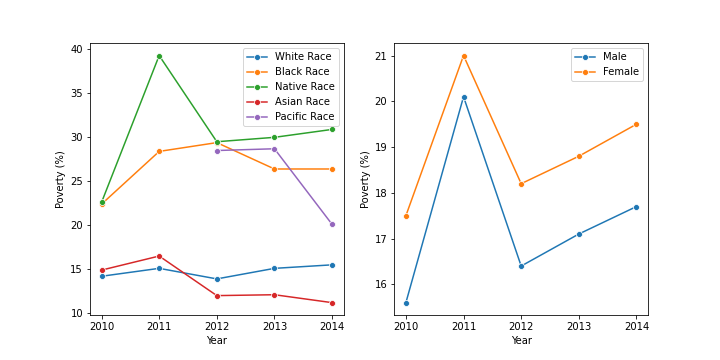 40
35
30
25
20
15
10
Poverty (%)
2010
2011
2012
2013
2014
Year
White Race
Black Race
Native Race
Asian Race
Pacific Race
21
20
19
18
17
16
Poverty (%)
2010
2011
2012
2013
2014
Year
Male
Female